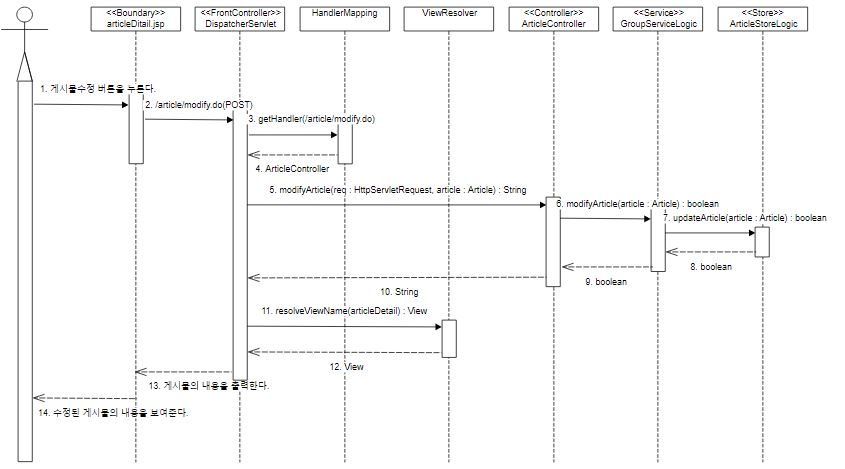 <<Boundary>>
articleDitail.jsp
<<FrontController>>
DispatcherServlet
HandlerMapping
ViewResolver
<<Controller>>
ArticleController
<<Service>>
GroupServiceLogic
<<Store>>
ArticleStoreLogic
1. 게시물수정 버튼을 누른다.
2. /article/modify.do(POST)
3. getHandler(/article/modify.do)
4. ArticleController
5. modifyArticle(req : HttpServletRequest, article : Article) : String
6. modifyArticle(article : Article) : boolean
7. updateArticle(article : Article) : boolean
8. boolean
9. boolean
10. String
11. resolveViewName(articleDetail) : View
12. View
13. 게시물의 내용을 출력한다.
14. 수정된 게시물의 내용을 보여준다.